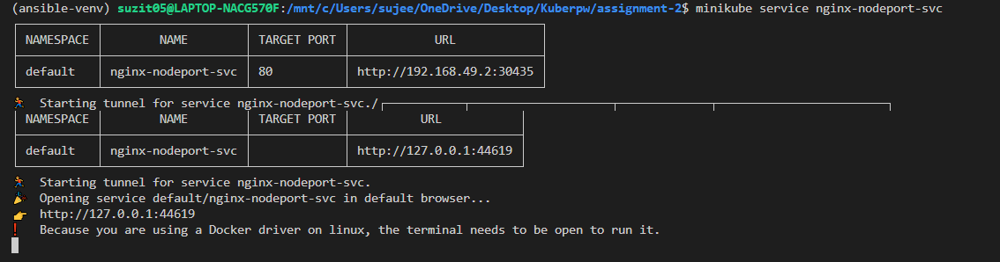 (ansible-venv) suzit05@LAPTOP-NACG570F:/mnt/c/Users/sujee/OneDrive/Desktop/Kuberpw/assignment-2$ minikube service nginx-nodeport-svc
NAMESPACE NAME TARGET PORT URL
default nginx-nodeport-svc 80 http://192.168.49.2:30435
🏃 Starting tunnel for service nginx-nodeport-svc./
NAMESPACE NAME TARGET PORT URL
default nginx-nodeport-svc http://127.0.0.1:44619
🏃 Starting tunnel for service nginx-nodeport-svc.
🎉 Opening service default/nginx-nodeport-svc in default browser...
👉 http://127.0.0.1:44619
❗ Because you are using a Docker driver on linux, the terminal needs to be open to run it.